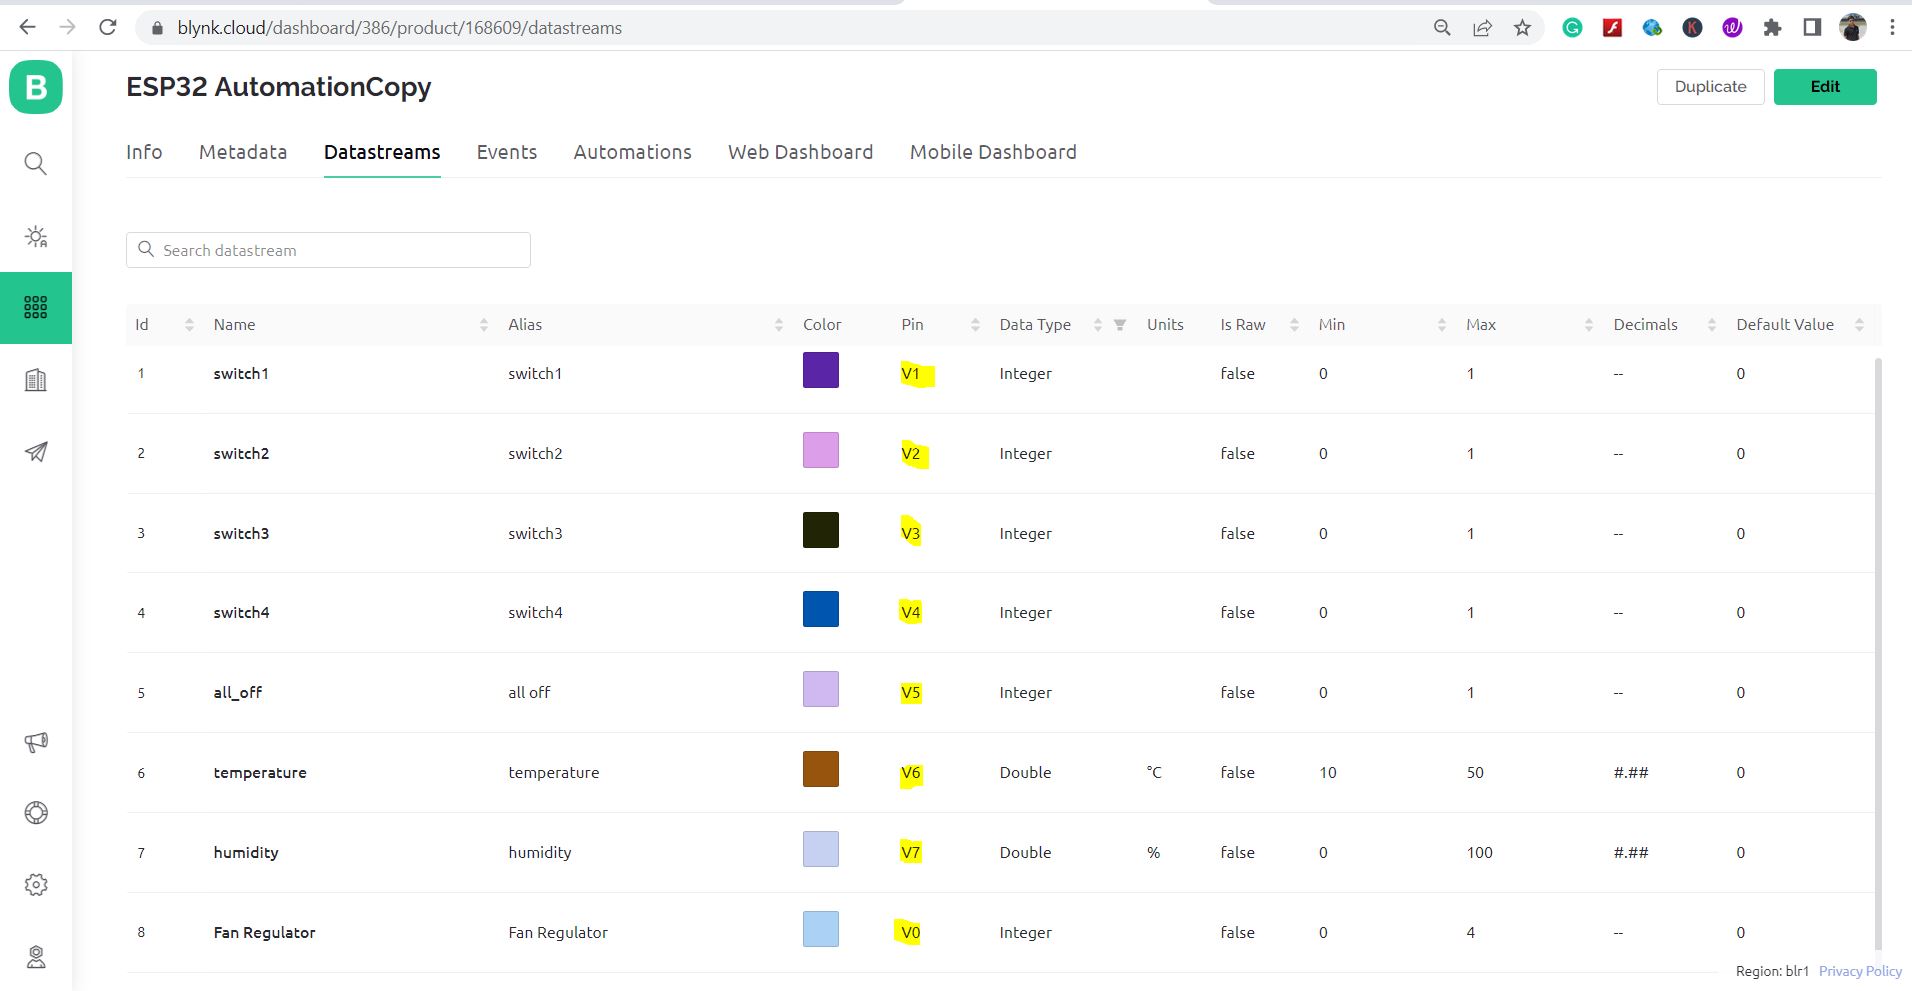 blynk.cloud/dashboard/386/product/168609/datastreams
B
ESP32 AutomationCopy
Duplicate
Edit
Info Metadata Datastreams Events Automations Web Dashboard Mobile Dashboard
Search datastream
Id Name Alias Color Pin Data Type Units Is Raw Min Max Decimals Default Value
1 switch1 switch1 V1 Integer false 0 1 -- 0
2 switch2 switch2 V2 Integer false 0 1 -- 0
3 switch3 switch3 V3 Integer false 0 1 -- 0
4 switch4 switch4 V4 Integer false 0 1 -- 0
5 all_off all off V5 Integer false 0 1 -- 0
6 temperature temperature V6 Double °C false 10 50 #.## 0
7 humidity humidity V7 Double % false 0 100 #.## 0
8 Fan Regulator Fan Regulator V0 Integer false 0 4 -- 0
Region: blr1 Privacy Policy